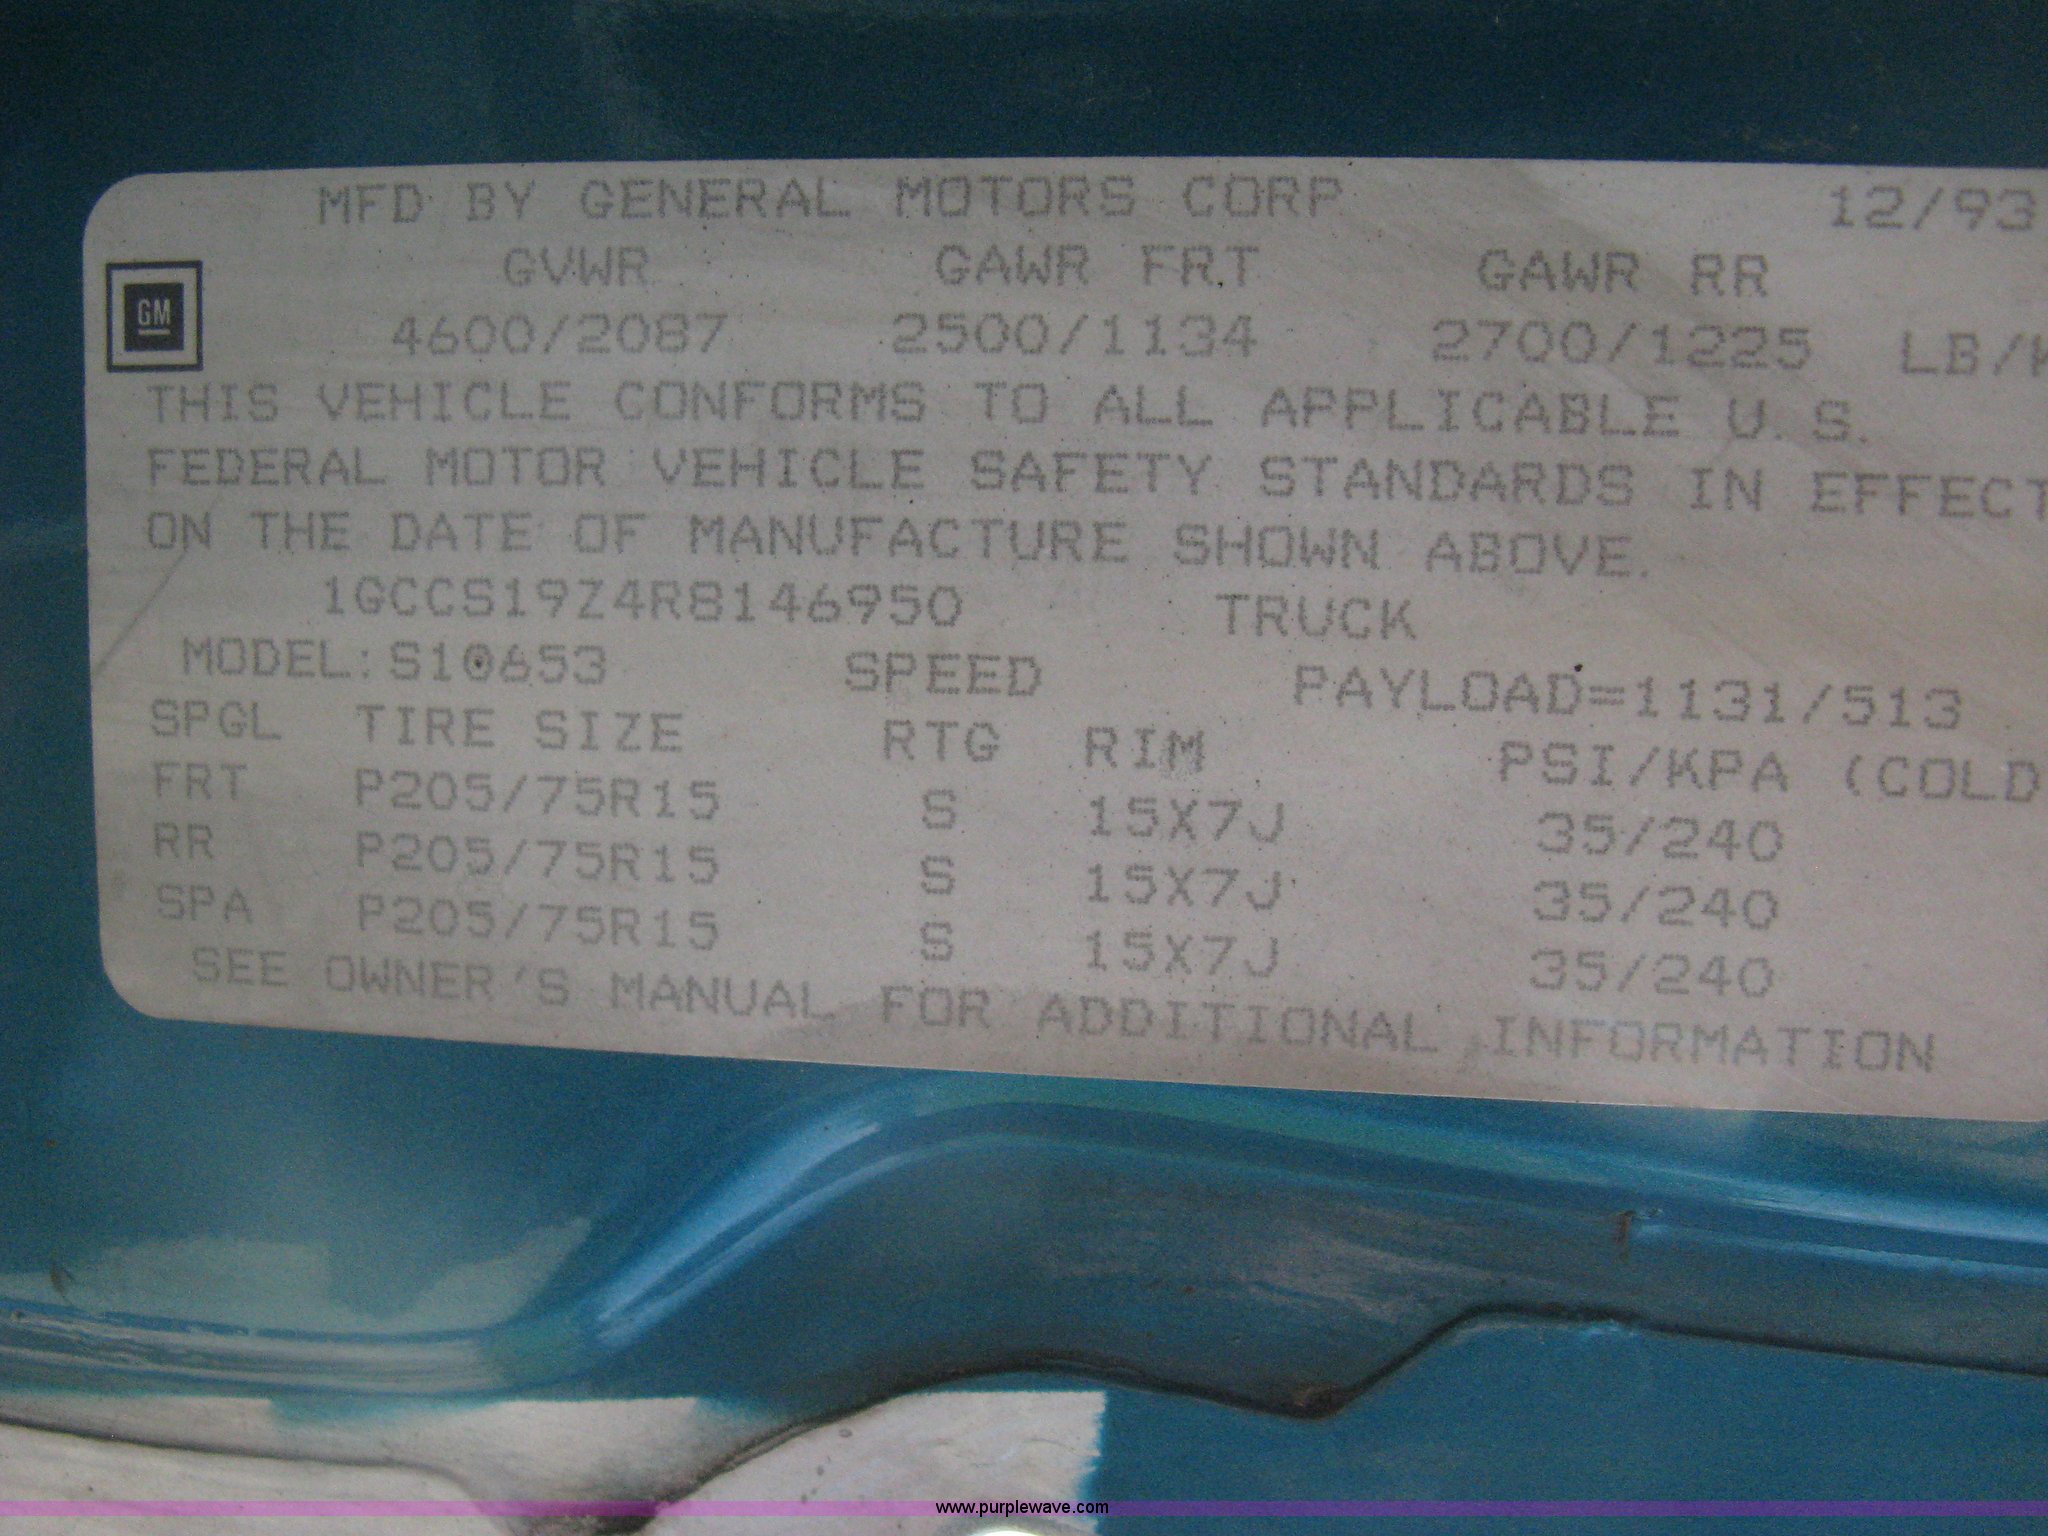 MFD BY GENERAL MOTORS CORP 12/93
GVWR GAWR FRT GAWR RR
GM
4600/2087 2500/1134 2700/1225 LB/K
THIS VEHICLE CONFORMS TO ALL APPLICABLE U.S.
FEDERAL MOTOR VEHICLE SAFETY STANDARDS IN EFFECT
ON THE DATE OF MANUFACTURE SHOWN ABOVE.
1GCCS19Z4R8146950 TRUCK
MODEL:S10653 SPEED PAYLOAD=1131/513
SPGL TIRE SIZE RTG RIM PSI/KPA (COLD
FRT P205/75R15 S 15X7J 35/240
RR P205/75R15 S 15X7J 35/240
SPA P205/75R15 S 15X7J 35/240
SEE OWNER'S MANUAL FOR ADDITIONAL INFORMATION
www.purplewave.com